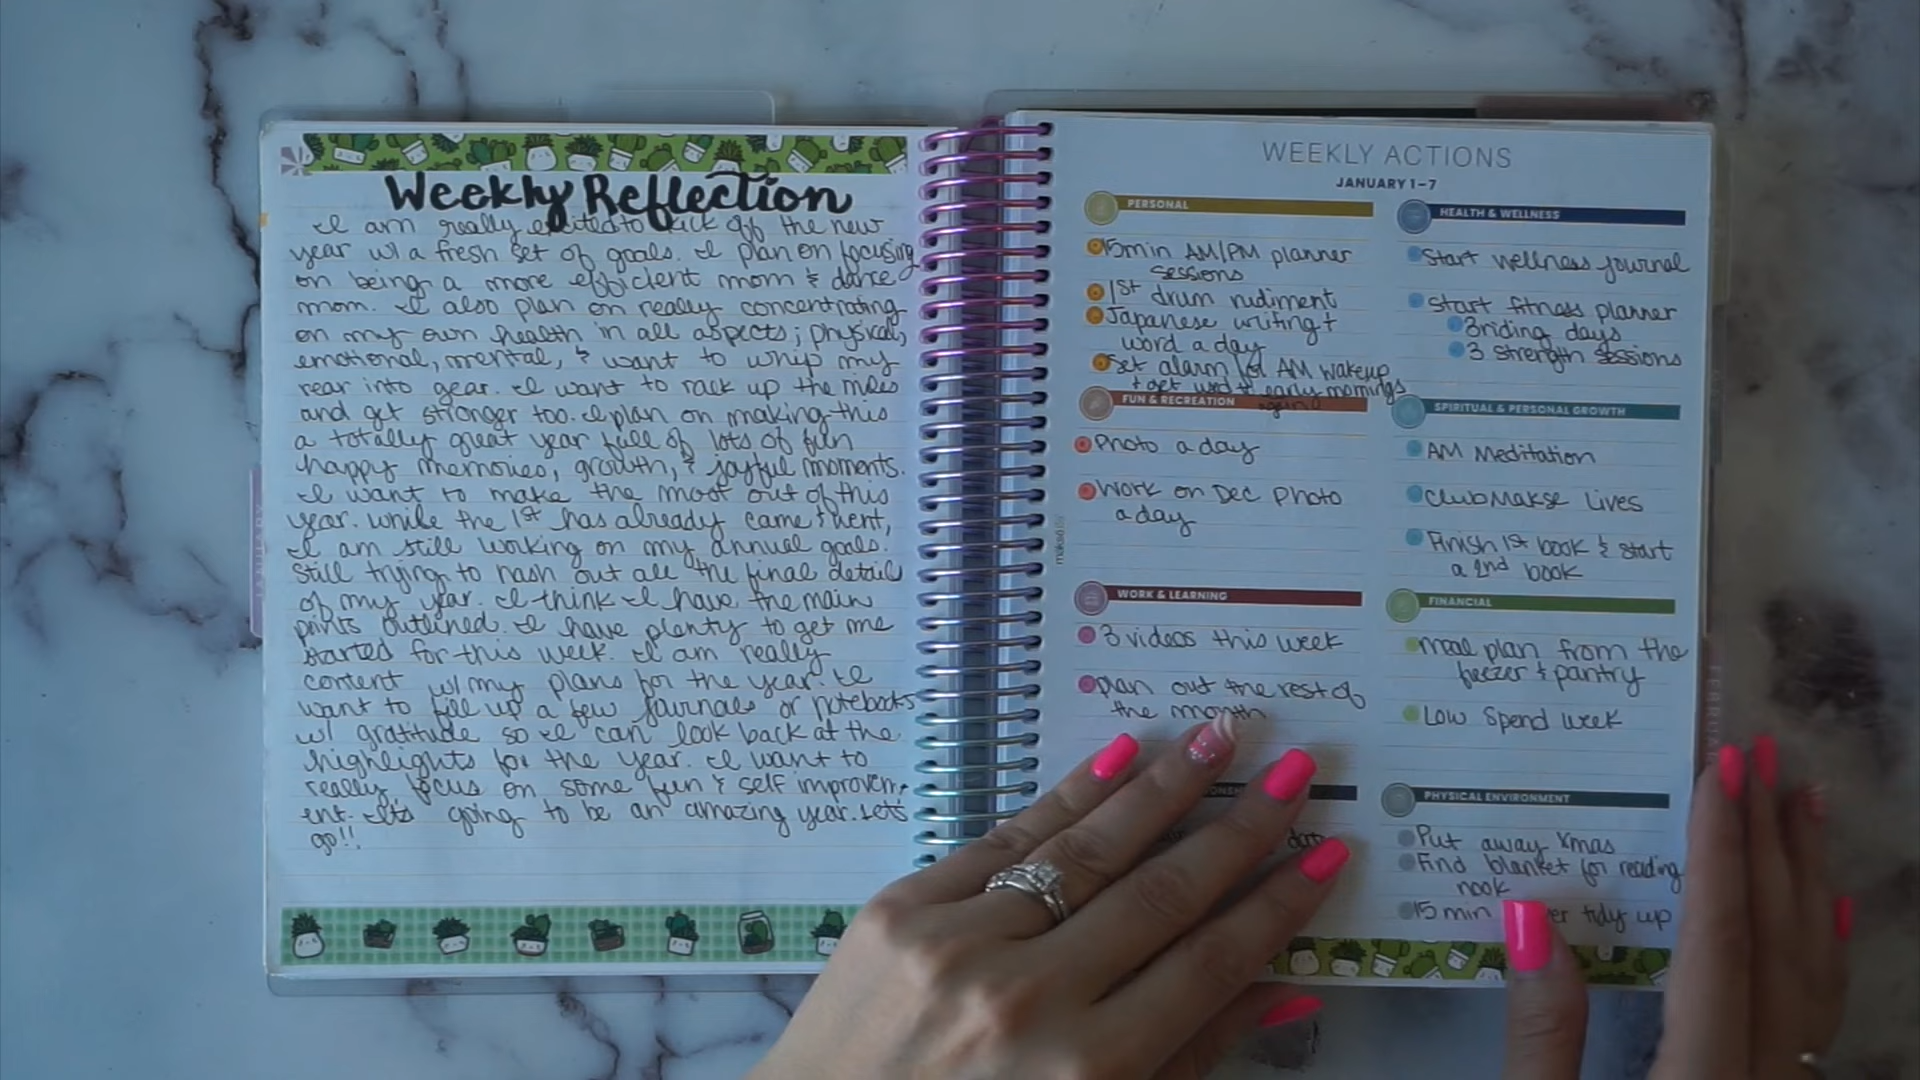 Weekly Reflection
I am really excited to kick off the new
year w/ a fresh set of goals. I plan on focusing
on being a more efficient mom & dance
mom. I also plan on really concentrating
on my own health in all aspects; physical,
emotional, mental, & want to whip my
rear into gear. I want to rack up the miles
and get stronger too. I plan on making this
a totally great year full of lots of fun
happy memories, growth, & joyful moments.
I want to make the most out of this
year. While the 1st has already came & went,
I am still working on my annual goals.
Still trying to hash out all the final detail
of my year. I think I have the main
points outlined. I have plenty to get me
started for this week. I am really
content w/ my plans for the year. I
want to fill up a few journals or notebooks
w/ gratitude so I can look back at the
highlights for the year. I want to
really focus on some fun & self improvem-
ent. It's going to be an amazing year. Let's
go!!
JANUARY
WEEKLY ACTIONS
JANUARY 1-7
PERSONAL
15min AM/PM planner
sessions
1st drum rudiment
Japanese writing +
word a day
Set alarm for AM wakeup
+ get used to early mornings
again!
FUN & RECREATION
Photo a day
Work on Dec Photo
a day
WORK & LEARNING
3 videos this week
plan out the rest of
the month
HEALTH & WELLNESS
Start wellness journal
Start fitness planner
3 riding days
3 strength sessions
SPIRITUAL & PERSONAL GROWTH
AM Meditation
ClubMakse Lives
Finish 1st book & start
a 2nd book
FINANCIAL
meal plan from the
freezer & pantry
Low Spend Week
PHYSICAL ENVIRONMENT
Put away Xmas
Find blanket for reading
nook
15 min tidy up